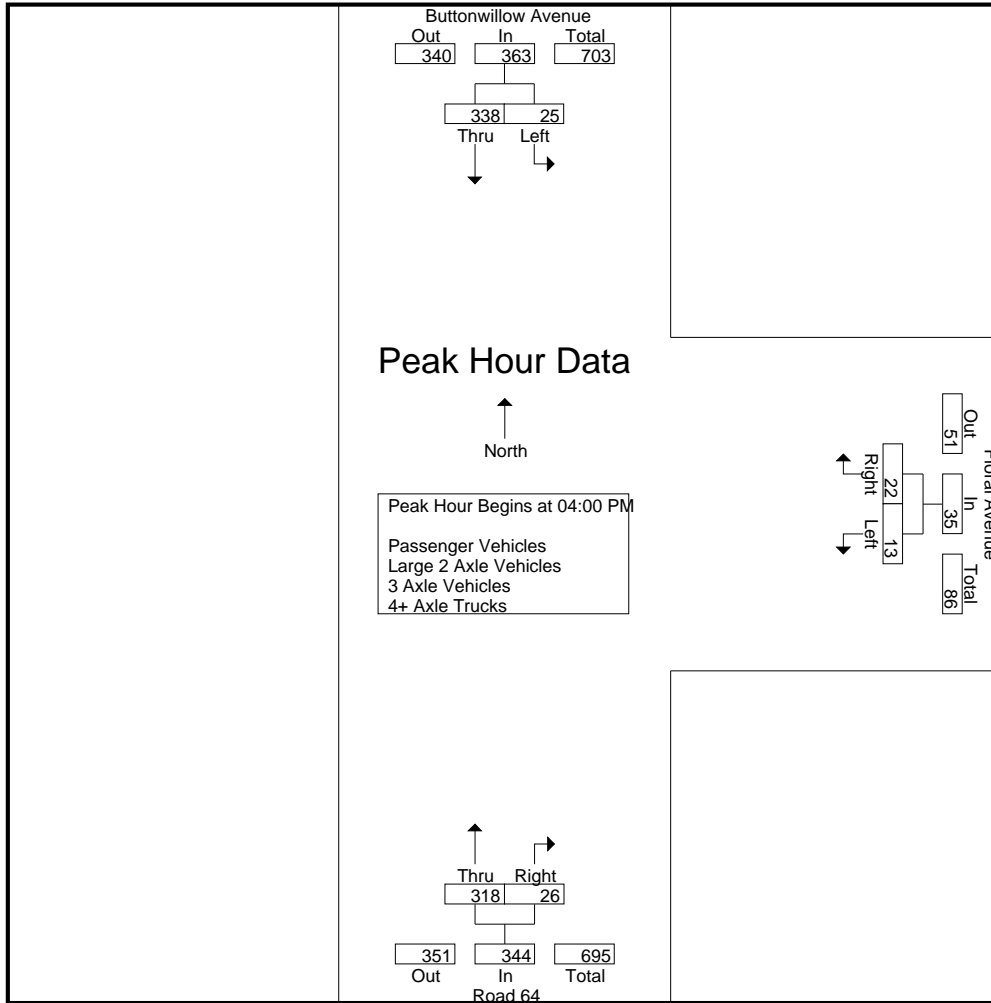 Buttonwillow Avenue
Out In Total
340 363 703
338 25
Thru Left
Peak Hour Data
North
Peak Hour Begins at 04:00 PM
Passenger Vehicles
Large 2 Axle Vehicles
3 Axle Vehicles
4+ Axle Trucks
Floral Avenue
Out In Total
51 35 86
22 13
Right Left
Thru Right
318 26
351 344 695
Out In Total
Road 64